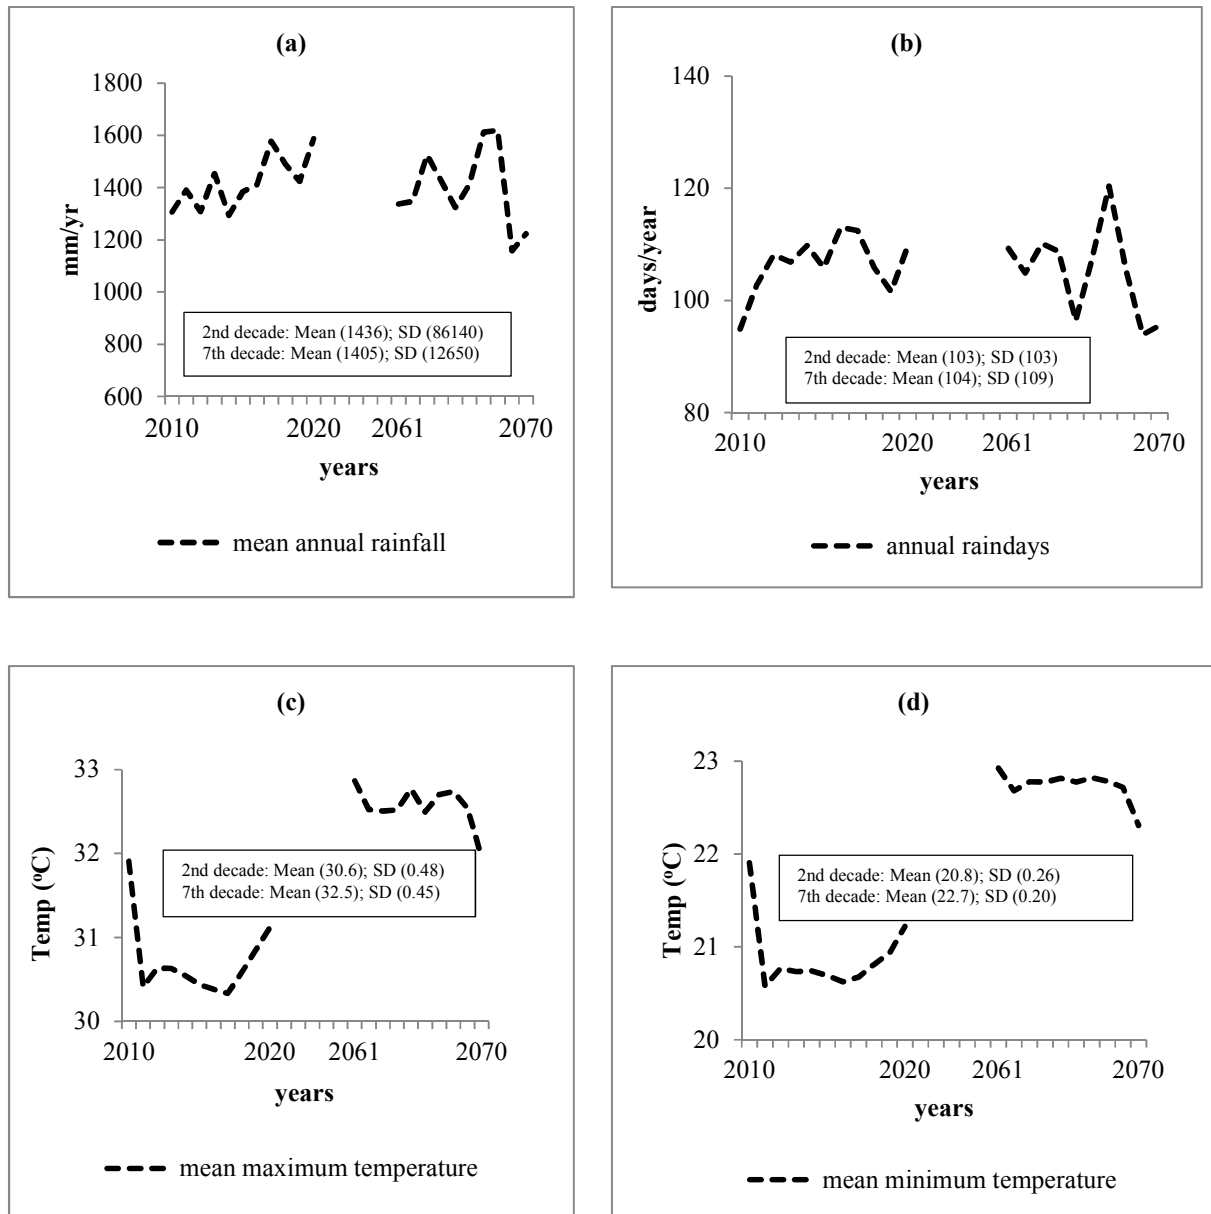 (a)
1800
1600
1400
1200
1000
800
600
mm/yr
2nd decade: Mean (1436); SD (86140)
7th decade: Mean (1405); SD (12650)
2010 2020 2061 2070
years
mean annual rainfall
(b)
140
120
100
80
days/year
2nd decade: Mean (103); SD (103)
7th decade: Mean (104); SD (109)
2010 2020 2061 2070
years
annual raindays
(c)
33
32
31
30
Temp (ºC)
2nd decade: Mean (30.6); SD (0.48)
7th decade: Mean (32.5); SD (0.45)
2010 2020 2061 2070
years
mean maximum temperature
(d)
23
22
21
20
Temp (ºC)
2nd decade: Mean (20.8); SD (0.26)
7th decade: Mean (22.7); SD (0.20)
2010 2020 2061 2070
years
mean minimum temperature